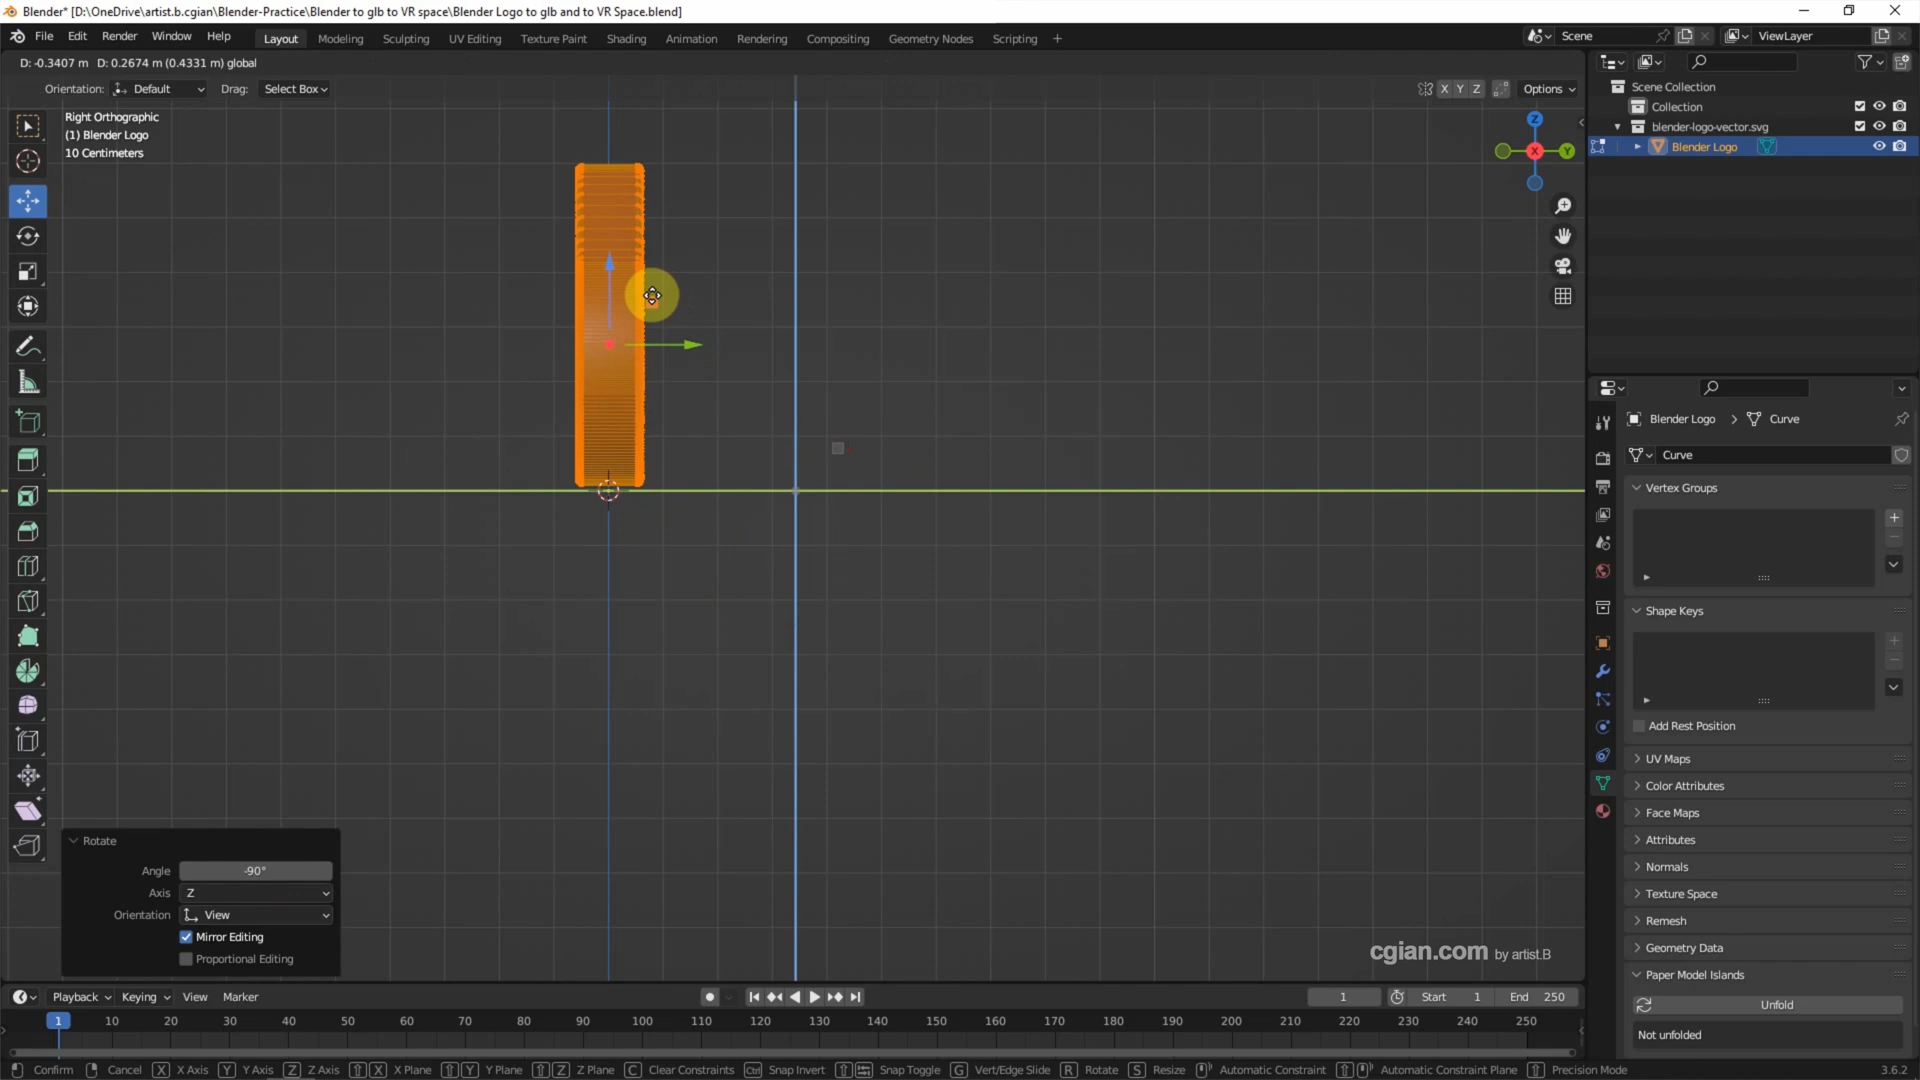 Blender* [D:\OneDrive\artist.b.cgian\Blender-Practice\Blender to glb to VR space\Blender Logo to glb and to VR Space.blend]
File Edit Render Window Help Layout Modeling Sculpting UV Editing Texture Paint Shading Animation Rendering Compositing Geometry Nodes Scripting + Scene ViewLayer
D: -0.3407 m D: 0.2674 m (0.4331 m) global
Orientation: Default Drag: Select Box X Y Z Options
Right Orthographic
(1) Blender Logo
10 Centimeters
Z
X
Y
Scene Collection
Collection
blender-logo-vector.svg
Blender Logo
Blender Logo > Curve
Curve
Vertex Groups
Shape Keys
Add Rest Position
UV Maps
Color Attributes
Face Maps
Attributes
Normals
Texture Space
Remesh
Geometry Data
Paper Model Islands
Unfold
Not unfolded
Rotate
Angle -90°
Axis Z
Orientation View
Mirror Editing
Proportional Editing
cgian.com by artist.B
Playback Keying View Marker 1 Start 1 End 250
1 10 20 30 40 50 60 70 80 90 100 110 120 130 140 150 160 170 180 190 200 210 220 230 240 250
Confirm Cancel X X Axis Y Y Axis Z Z Axis X X Plane Y Y Plane Z Z Plane C Clear Constraints Ctrl Snap Invert Snap Toggle G Vert/Edge Slide R Rotate S Resize Automatic Constraint Automatic Constraint Plane Precision Mode 3.6.2